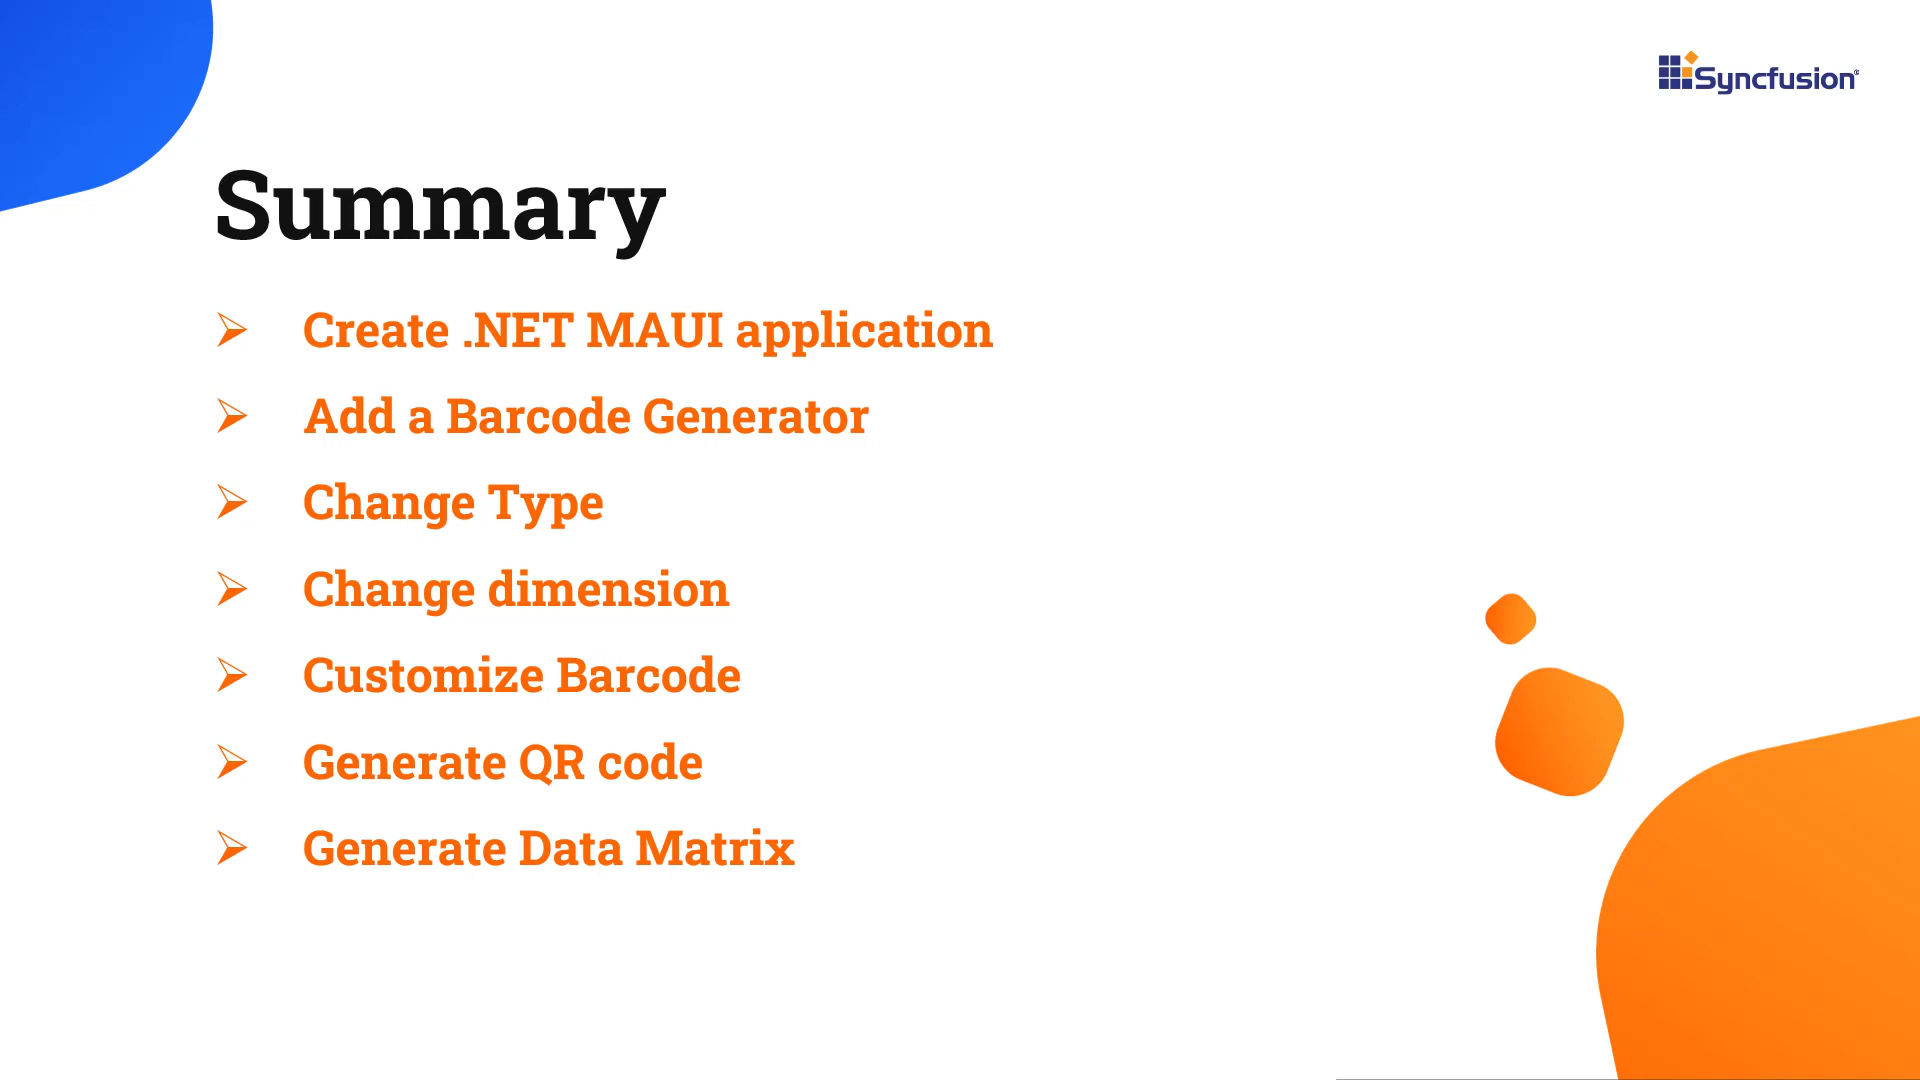 Syncfusion®
Summary
➢ Create .NET MAUI application
➢ Add a Barcode Generator
➢ Change Type
➢ Change dimension
➢ Customize Barcode
➢ Generate QR code
➢ Generate Data Matrix